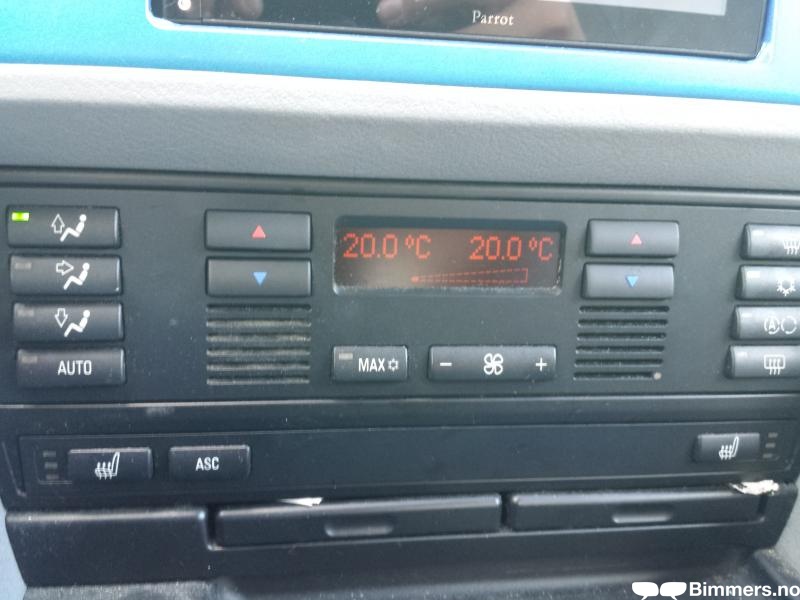 Parrot
20.0 °C 20.0 °C
MAX
− +
AUTO
ASC
Bimmers.no